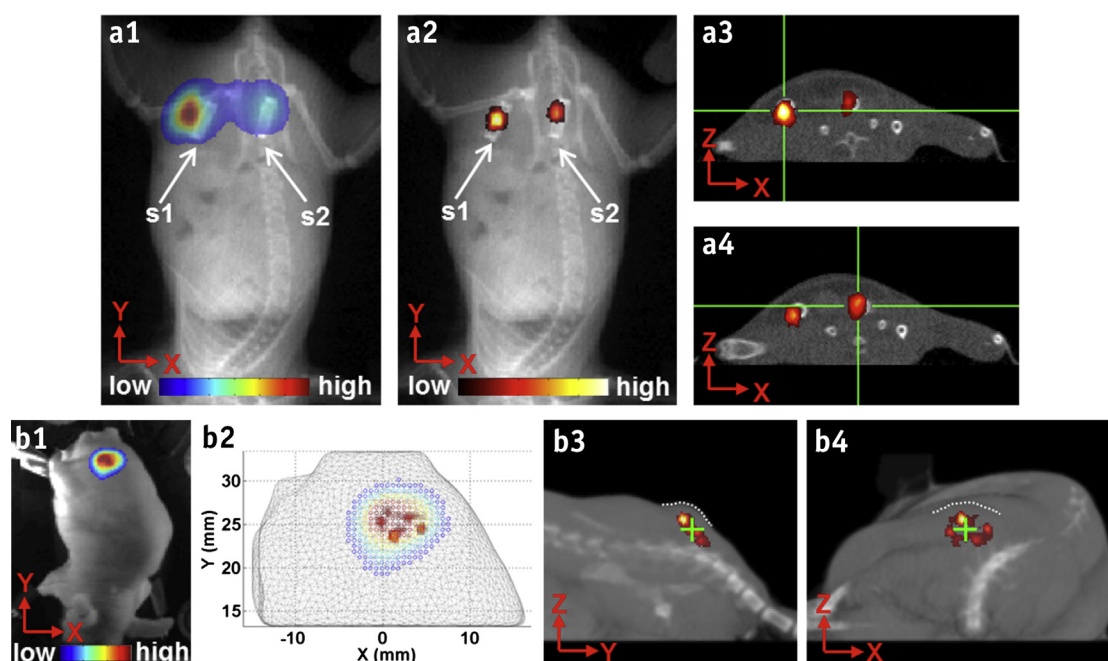 a1
s1
s2
Y
X
low high
a2
s1
s2
Y
X
low high
a3
Z
X
a4
Z
X
b1
Y
X
low high
b2
Y (mm)
30
25
20
15
-10 0 10
X (mm)
b3
Z
Y
b4
Z
X